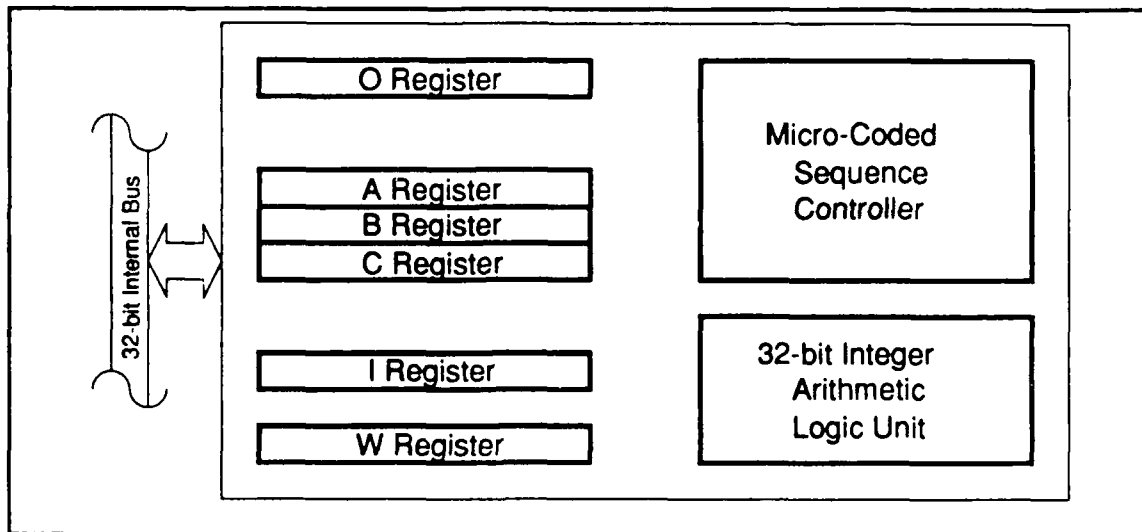 O Register
A Register
B Register
C Register
I Register
W Register
32-bit Internal Bus
Micro-Coded
Sequence
Controller
32-bit Integer
Arithmetic
Logic Unit